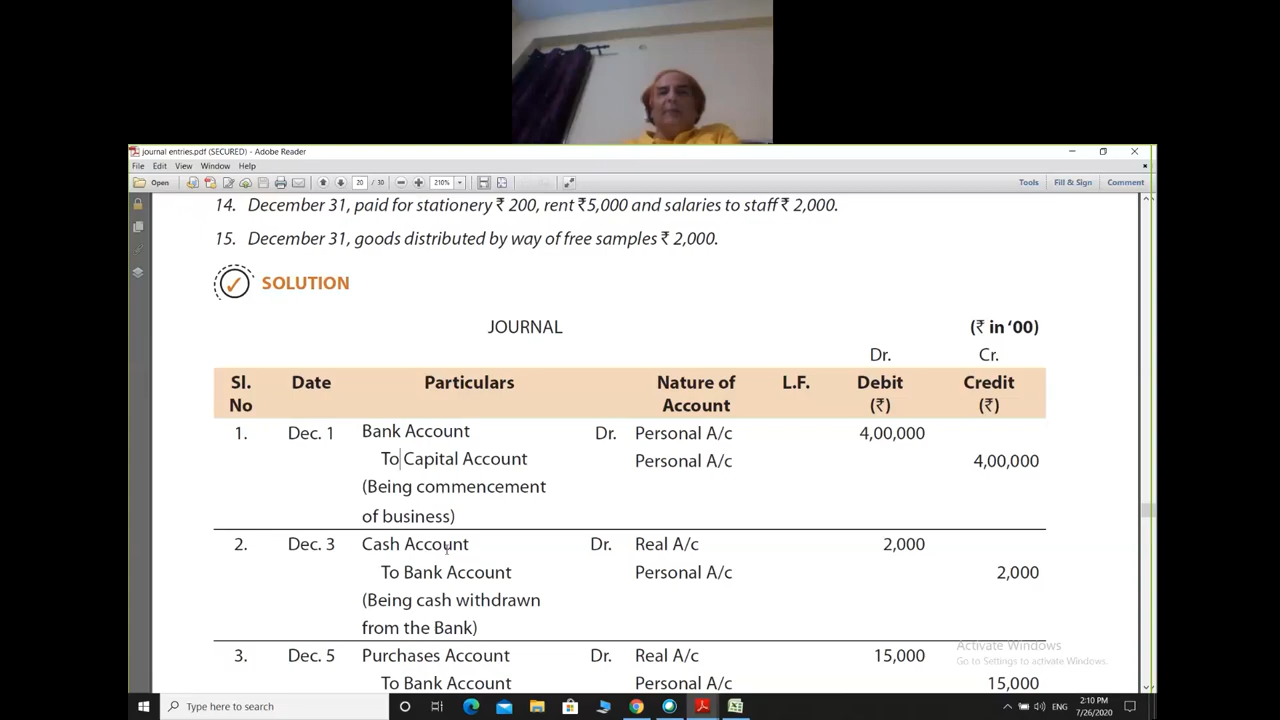 journal entries.pdf (SECURED) - Adobe Reader
File Edit View Window Help
Open 20 / 30 210% Tools Fill & Sign Comment
14. December 31, paid for stationery ₹ 200, rent ₹5,000 and salaries to staff ₹ 2,000.
15. December 31, goods distributed by way of free samples ₹ 2,000.
SOLUTION
JOURNAL (₹ in ‘00)
Dr. Cr.
Sl. No Date Particulars Nature of Account L.F. Debit (₹) Credit (₹)
1. Dec. 1 Bank Account Dr. Personal A/c 4,00,000
To Capital Account Personal A/c 4,00,000
(Being commencement
of business)
2. Dec. 3 Cash Account Dr. Real A/c 2,000
To Bank Account Personal A/c 2,000
(Being cash withdrawn
from the Bank)
3. Dec. 5 Purchases Account Dr. Real A/c 15,000
To Bank Account Personal A/c 15,000
Activate Windows
Go to Settings to activate Windows.
Type here to search
ENG
2:10 PM
7/26/2020